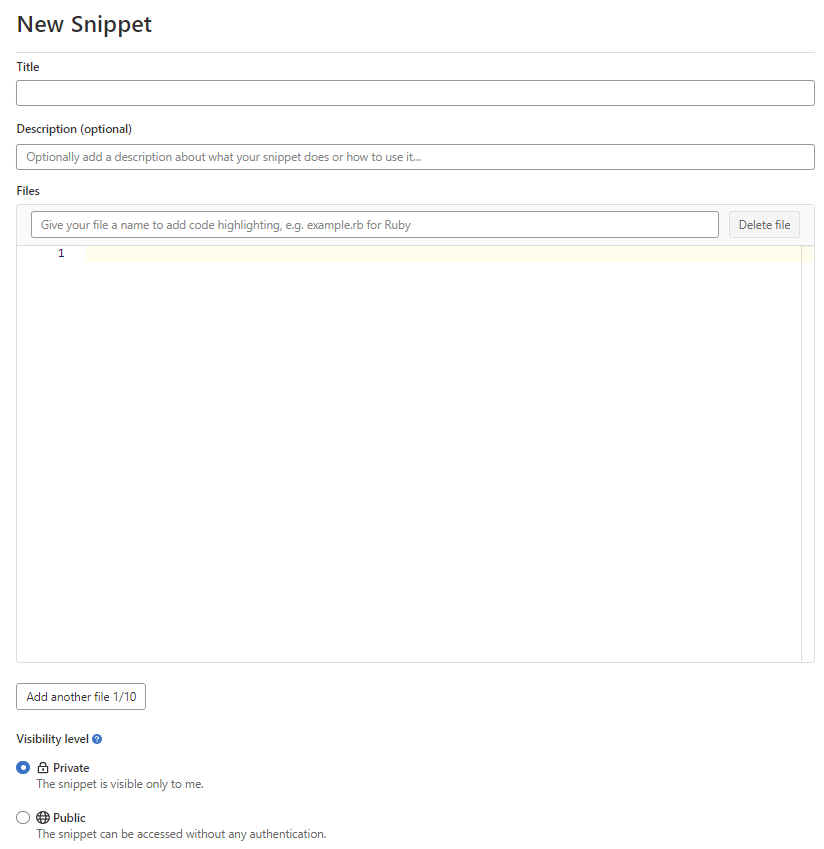 New Snippet
Title
Description (optional)
Optionally add a description about what your snippet does or how to use it...
Files
Give your file a name to add code highlighting, e.g. example.rb for Ruby
Delete file
1
Add another file 1/10
Visibility level ?
Private
The snippet is visible only to me.
Public
The snippet can be accessed without any authentication.